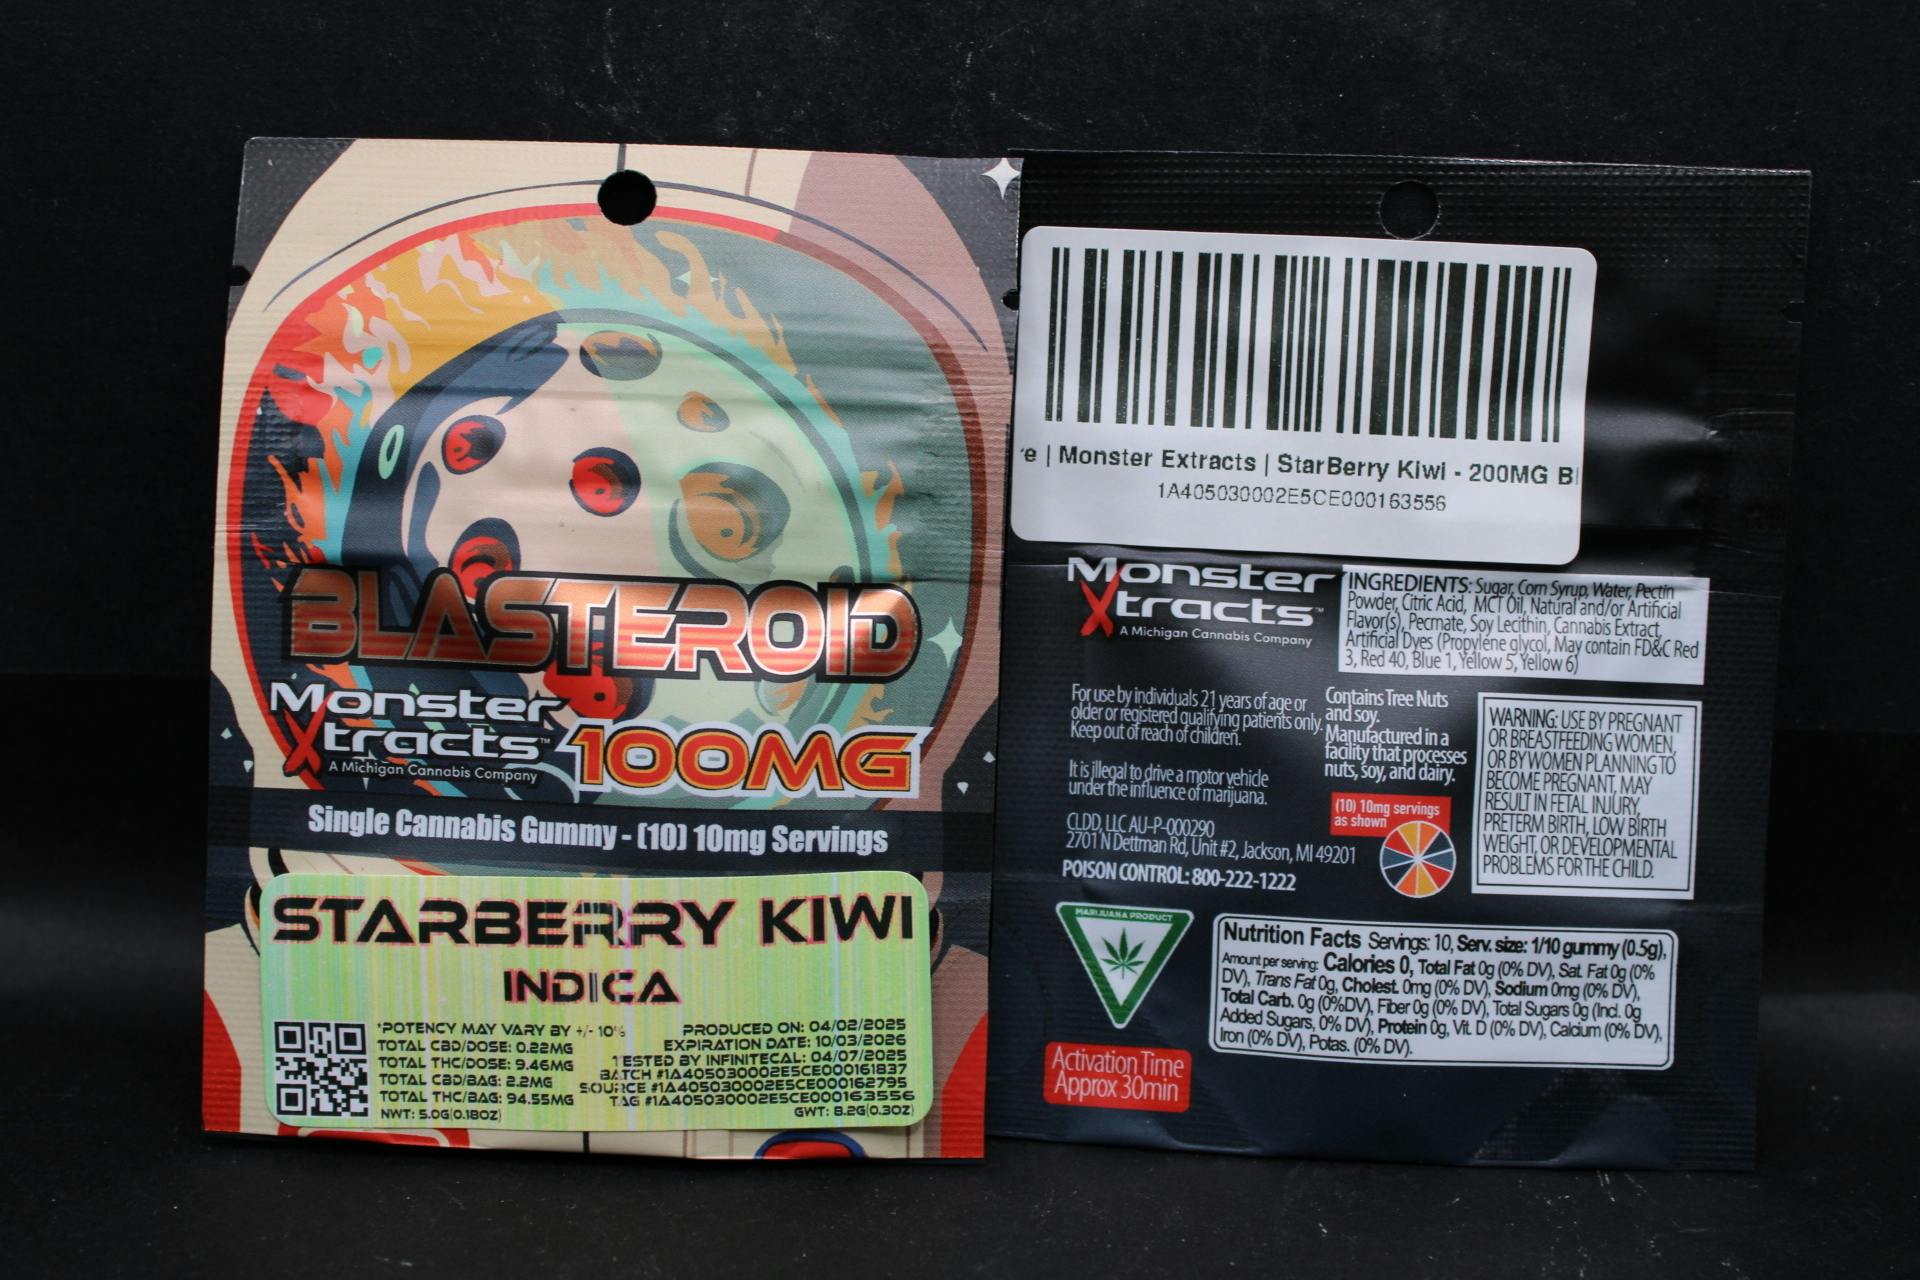 BLASTEROID
Monster
Xtracts™
A Michigan Cannabis Company
100MG
Single Cannabis Gummy - (10) 10mg Servings
STARBERRY KIWI
INDICA
*POTENCY MAY VARY BY +/- 10%
TOTAL CBD/DOSE: 0.22MG
TOTAL THC/DOSE: 9.46MG
TOTAL CBD/BAG: 2.2MG
TOTAL THC/BAG: 94.55MG
NWT: 5.0G(0.18OZ)
PRODUCED ON: 04/02/2025
EXPIRATION DATE: 10/03/2026
TESTED BY INFINITECAL: 04/07/2025
BATCH #1A405030002E5CE000161837
SOURCE #1A405030002E5CE000162795
TAG #1A405030002E5CE000163556
GWT: 8.2G(0.3OZ)
e | Monster Extracts | StarBerry Kiwi - 200MG B
1A405030002E5CE000163556
Monster
Xtracts™
A Michigan Cannabis Company
INGREDIENTS: Sugar, Corn Syrup, Water, Pectin
Powder, Citric Acid, MCT Oil, Natural and/or Artificial
Flavor(s), Pecmate, Soy Lecithin, Cannabis Extract,
Artificial Dyes (Propylene glycol, May contain FD&C Red
3, Red 40, Blue 1, Yellow 5, Yellow 6)
For use by individuals 21 years of age or
older or registered qualifying patients only.
Keep out of reach of children.
It is illegal to drive a motor vehicle
under the influence of marijuana.
CLDD, LLC AU-P-000290
2701 N Dettman Rd, Unit #2, Jackson, MI 49201
POISON CONTROL: 800-222-1222
Contains Tree Nuts
and soy.
Manufactured in a
facility that processes
nuts, soy, and dairy.
(10) 10mg servings
as shown
WARNING: USE BY PREGNANT
OR BREASTFEEDING WOMEN,
OR BY WOMEN PLANNING TO
BECOME PREGNANT, MAY
RESULT IN FETAL INJURY,
PRETERM BIRTH, LOW BIRTH
WEIGHT, OR DEVELOPMENTAL
PROBLEMS FOR THE CHILD.
MARIJUANA PRODUCT
Activation Time
Approx 30min
Nutrition Facts Servings: 10, Serv. size: 1/10 gummy (0.5g),
Amount per serving: Calories 0, Total Fat 0g (0% DV), Sat. Fat 0g (0%
DV), Trans Fat 0g, Cholest. 0mg (0% DV), Sodium 0mg (0% DV),
Total Carb. 0g (0%DV), Fiber 0g (0% DV), Total Sugars 0g (Incl. 0g
Added Sugars, 0% DV), Protein 0g, Vit. D (0% DV), Calcium (0% DV),
Iron (0% DV), Potas. (0% DV).